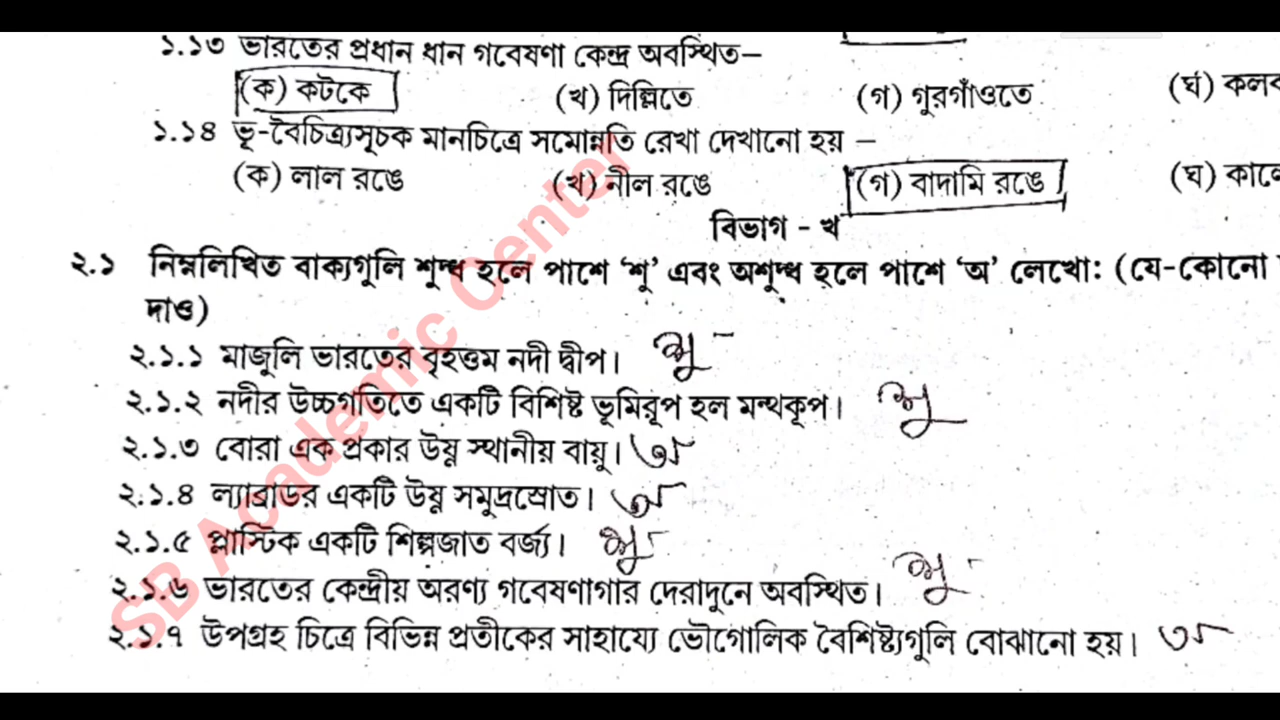 ১.১৩ ভারতের প্রধান ধান গবেষণা কেন্দ্র অবস্থিত–
(ক) কটকে (খ) দিল্লিতে (গ) গুরগাঁওতে (ঘ)
১.১৪ ভূ-বৈচিত্র্যসূচক মানচিত্রে সমোন্নতি রেখা দেখানো হয় –
(ক) লাল রঙে (খ) নীল রঙে (গ) বাদামি রঙে (ঘ)
বিভাগ - খ
২.১ নিম্নলিখিত বাক্যগুলি শুদ্ধ হলে পাশে ‘শু’ এবং অশুদ্ধ হলে পাশে ‘অ’ লেখো: (যে-কোনো
দাও)
২.১.১ মাজুলি ভারতের বৃহত্তম নদী দ্বীপ। শু
২.১.২ নদীর উচ্চগতিতে একটি বিশিষ্ট ভূমিরূপ হল মন্থকূপ। শু
২.১.৩ বোরা এক প্রকার উষ্ণ স্থানীয় বায়ু। অ
২.১.৪ ল্যাব্রাডর একটি উষ্ণ সমুদ্রস্রোত। অ
২.১.৫ প্লাস্টিক একটি শিল্পজাত বর্জ্য। শু
২.১.৬ ভারতের কেন্দ্রীয় অরণ্য গবেষণাগার দেরাদুনে অবস্থিত। শু
২.১.৭ উপগ্রহ চিত্রে বিভিন্ন প্রতীকের সাহায্যে ভৌগোলিক বৈশিষ্ট্যগুলি বোঝানো হয়। অ
SB Academic Center